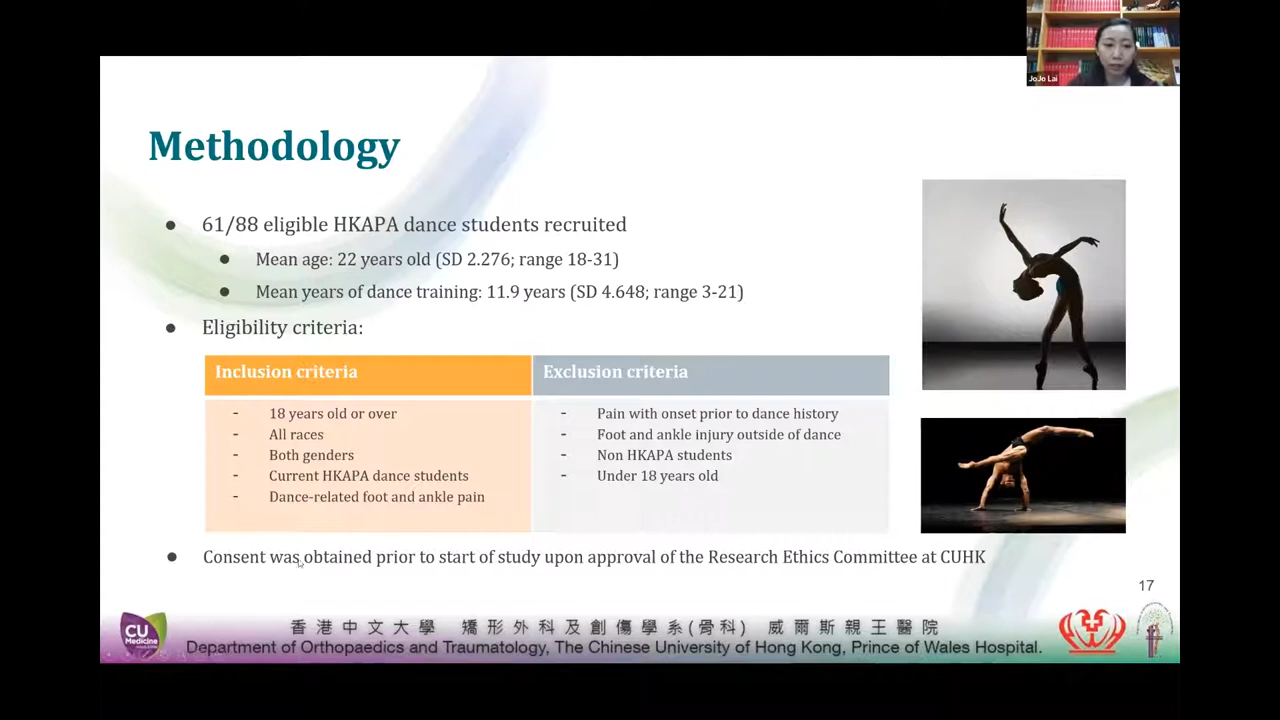 JoJo Lai
Methodology
● 61/88 eligible HKAPA dance students recruited
● Mean age: 22 years old (SD 2.276; range 18-31)
● Mean years of dance training: 11.9 years (SD 4.648; range 3-21)
● Eligibility criteria:
Inclusion criteria
- 18 years old or over
- All races
- Both genders
- Current HKAPA dance students
- Dance-related foot and ankle pain
Exclusion criteria
- Pain with onset prior to dance history
- Foot and ankle injury outside of dance
- Non HKAPA students
- Under 18 years old
● Consent was obtained prior to start of study upon approval of the Research Ethics Committee at CUHK
17
CU
Medicine
香港中文大學 矯形外科及創傷學系(骨科) 威爾斯親王醫院
Department of Orthopaedics and Traumatology, The Chinese University of Hong Kong, Prince of Wales Hospital.